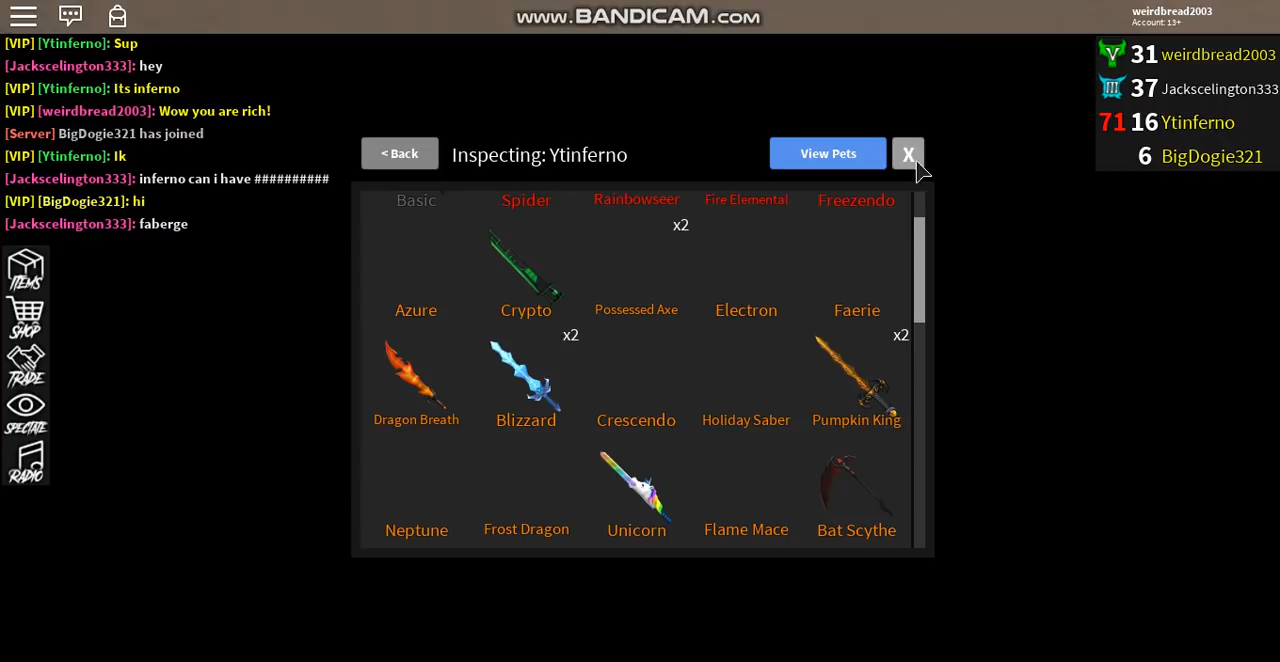 www.BANDICAM.com
weirdbread2003
Account: 13+
[VIP] [Ytinferno]: Sup
[Jackscelington333]: hey
[VIP] [Ytinferno]: Its inferno
[VIP] [weirdbread2003]: Wow you are rich!
[Server] BigDogie321 has joined
[VIP] [Ytinferno]: Ik
[Jackscelington333]: inferno can i have ##########
[VIP] [BigDogie321]: hi
[Jackscelington333]: faberge
V 31 weirdbread2003
III 37 Jackscelington333
71 16 Ytinferno
6 BigDogie321
ITEMS
SHOP
TRADE
SPECTATE
RADIO
< Back Inspecting: Ytinferno View Pets X
Basic Spider Rainbowseer Fire Elemental Freezendo
x2
Azure Crypto Possessed Axe Electron Faerie
x2 x2
Dragon Breath Blizzard Crescendo Holiday Saber Pumpkin King
Neptune Frost Dragon Unicorn Flame Mace Bat Scythe